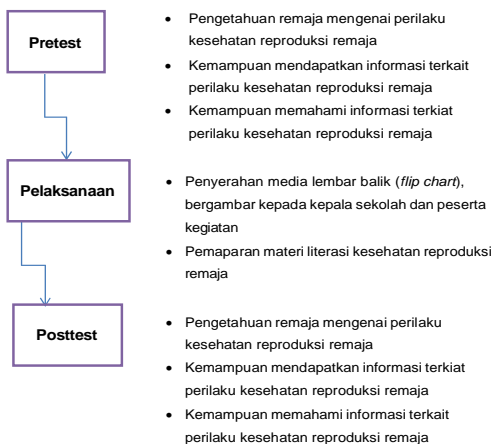 Pretest
• Pengetahuan remaja mengenai perilaku
kesehatan reproduksi remaja
• Kemampuan mendapatkan informasi terkait
perilaku kesehatan reproduksi remaja
• Kemampuan memahami informasi terkiat
perilaku kesehatan reproduksi remaja
Pelaksanaan
• Penyerahan media lembar balik (flip chart),
bergambar kepada kepala sekolah dan peserta
kegiatan
• Pemaparan materi literasi kesehatan reproduksi
remaja
Posttest
• Pengetahuan remaja mengenai perilaku
kesehatan reproduksi remaja
• Kemampuan mendapatkan informasi terkiat
perilaku kesehatan reproduksi remaja
• Kemampuan memahami informasi terkait
perilaku kesehatan reproduksi remaja